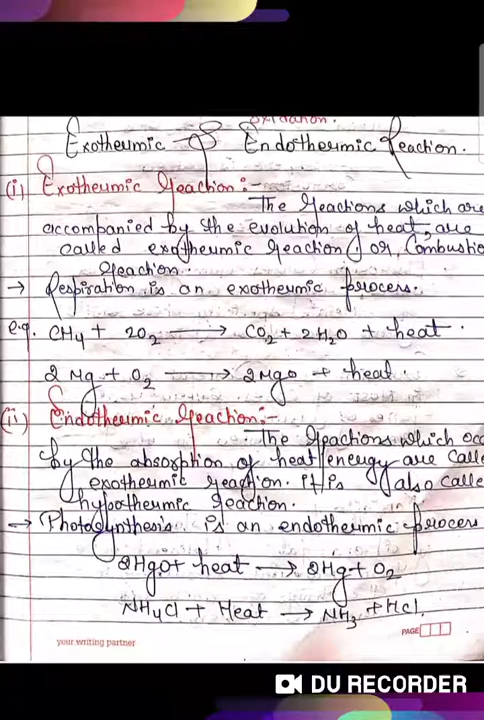 oxidation.
Exothermic & Endothermic Reaction.
(i) Exothermic Reaction:-
The Reactions which are
accompanied by the evolution of heat, are
called exothermic Reaction or, Combustio
Reaction.
→ Respiration is an exothermic process.
e.g. CH4 + 2O2 → CO2 + 2H2O + heat.
2Mg + O2 → 2MgO + heat.
(ii) Endothermic Reaction:-
The Reactions which occ
by the absorption of heat/energy are calle
exothermic reaction. it is also calle
hypothermic reaction.
→ Photosynthesis is an endothermic process
2HgO + heat → 2Hg + O2
NH4Cl + Heat → NH3 + HCl.
PAGE
your writing partner
DU RECORDER